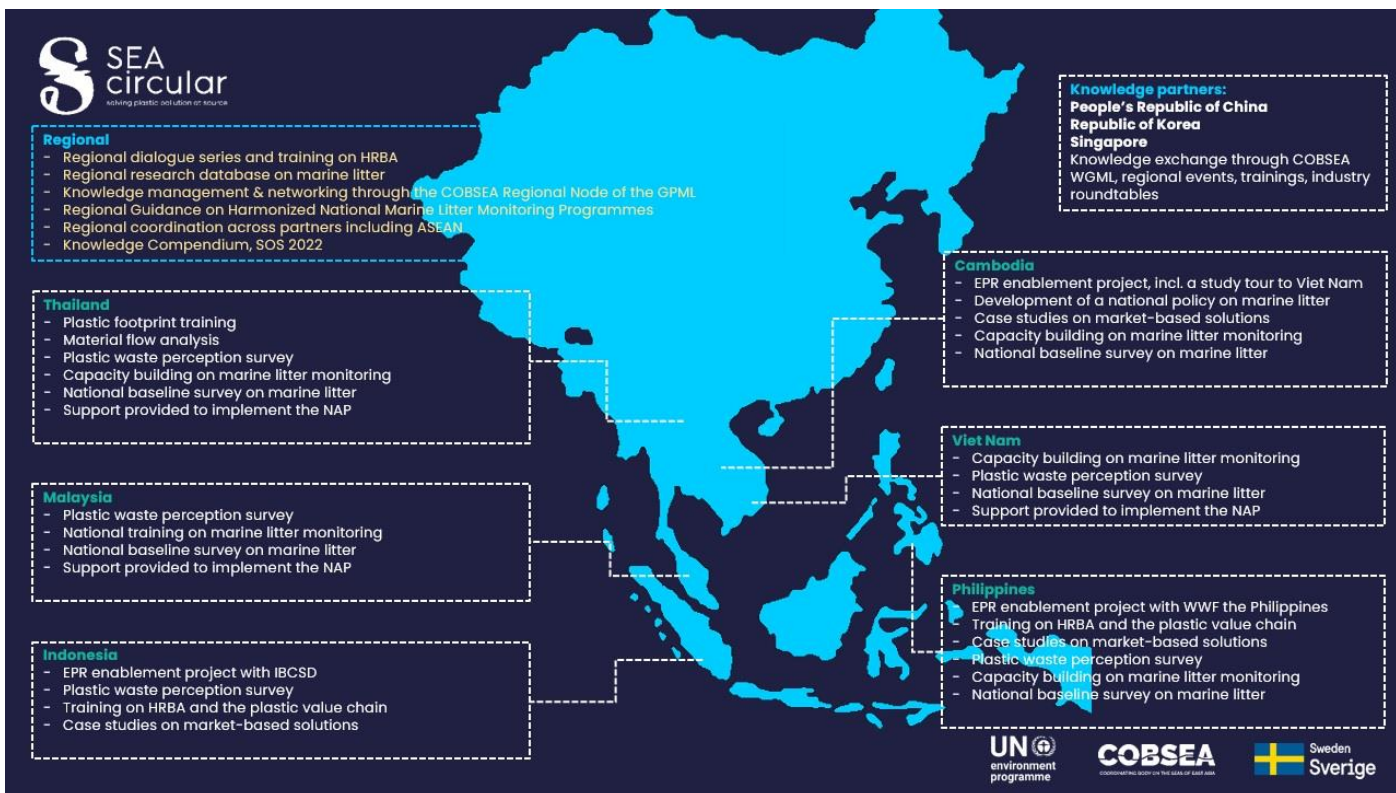 SEA
circular
solving plastic pollution at source
Regional
- Regional dialogue series and training on HRBA
- Regional research database on marine litter
- Knowledge management & networking through the COBSEA Regional Node of the GPML
- Regional Guidance on Harmonized National Marine Litter Monitoring Programmes
- Regional coordination across partners including ASEAN
- Knowledge Compendium, SOS 2022
Thailand
- Plastic footprint training
- Material flow analysis
- Plastic waste perception survey
- Capacity building on marine litter monitoring
- National baseline survey on marine litter
- Support provided to implement the NAP
Malaysia
- Plastic waste perception survey
- National training on marine litter monitoring
- National baseline survey on marine litter
- Support provided to implement the NAP
Indonesia
- EPR enablement project with IBCSD
- Plastic waste perception survey
- Training on HRBA and the plastic value chain
- Case studies on market-based solutions
Knowledge partners:
People's Republic of China
Republic of Korea
Singapore
Knowledge exchange through COBSEA
WGML, regional events, trainings, industry
roundtables
Cambodia
- EPR enablement project, incl. a study tour to Viet Nam
- Development of a national policy on marine litter
- Case studies on market-based solutions
- Capacity building on marine litter monitoring
- National baseline survey on marine litter
Viet Nam
- Capacity building on marine litter monitoring
- Plastic waste perception survey
- National baseline survey on marine litter
- Support provided to implement the NAP
Philippines
- EPR enablement project with WWF the Philippines
- Training on HRBA and the plastic value chain
- Case studies on market-based solutions
- Plastic waste perception survey
- Capacity building on marine litter monitoring
- National baseline survey on marine litter
UN
environment
programme
COBSEA
COORDINATING BODY ON THE SEAS OF EAST ASIA
Sweden
Sverige